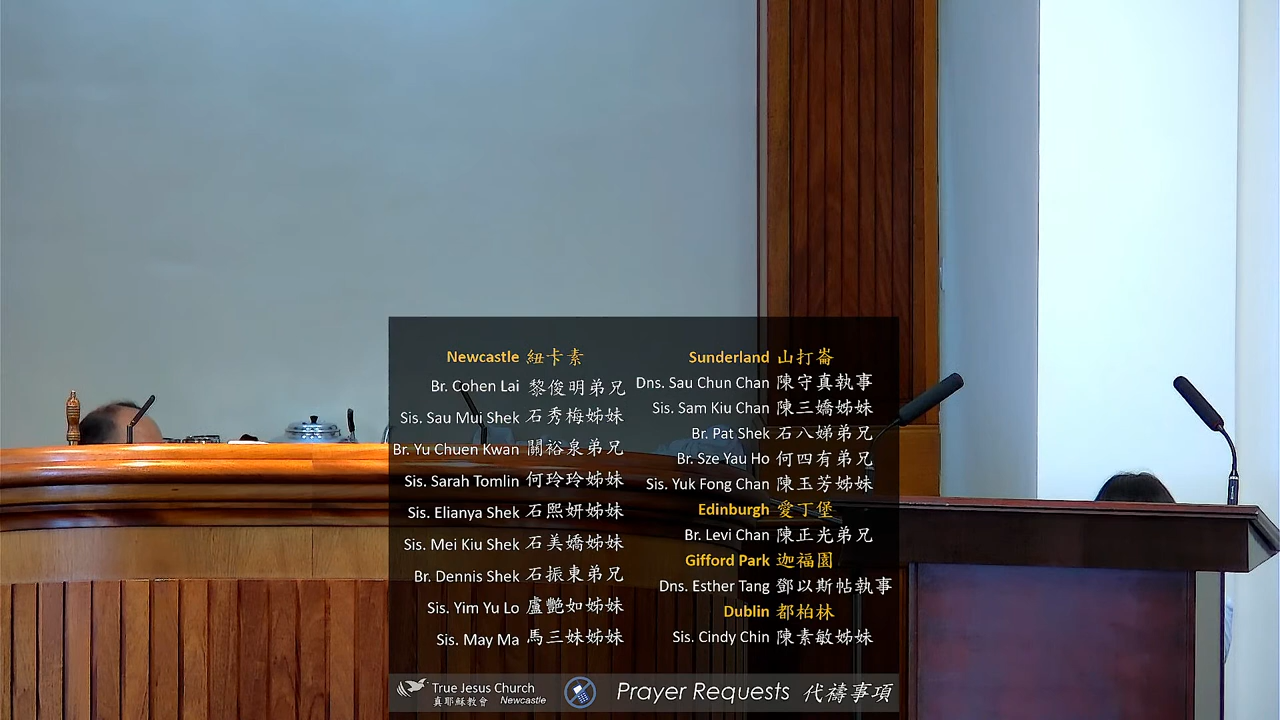 Newcastle 紐卡素
Br. Cohen Lai 黎俊明弟兄
Sis. Sau Mui Shek 石秀梅姊妹
Br. Yu Chuen Kwan 關裕泉弟兄
Sis. Sarah Tomlin 何玲玲姊妹
Sis. Elianya Shek 石熙妍姊妹
Sis. Mei Kiu Shek 石美嬌姊妹
Br. Dennis Shek 石振東弟兄
Sis. Yim Yu Lo 盧艷如姊妹
Sis. May Ma 馬三妹姊妹
Sunderland 山打崙
Dns. Sau Chun Chan 陳守真執事
Sis. Sam Kiu Chan 陳三嬌姊妹
Br. Pat Shek 石八娣弟兄
Br. Sze Yau Ho 何四有弟兄
Sis. Yuk Fong Chan 陳玉芳姊妹
Edinburgh 愛丁堡
Br. Levi Chan 陳正光弟兄
Gifford Park 迦福園
Dns. Esther Tang 鄧以斯帖執事
Dublin 都柏林
Sis. Cindy Chin 陳素敏姊妹
True Jesus Church
真耶穌教會 Newcastle
Prayer Requests 代禱事項